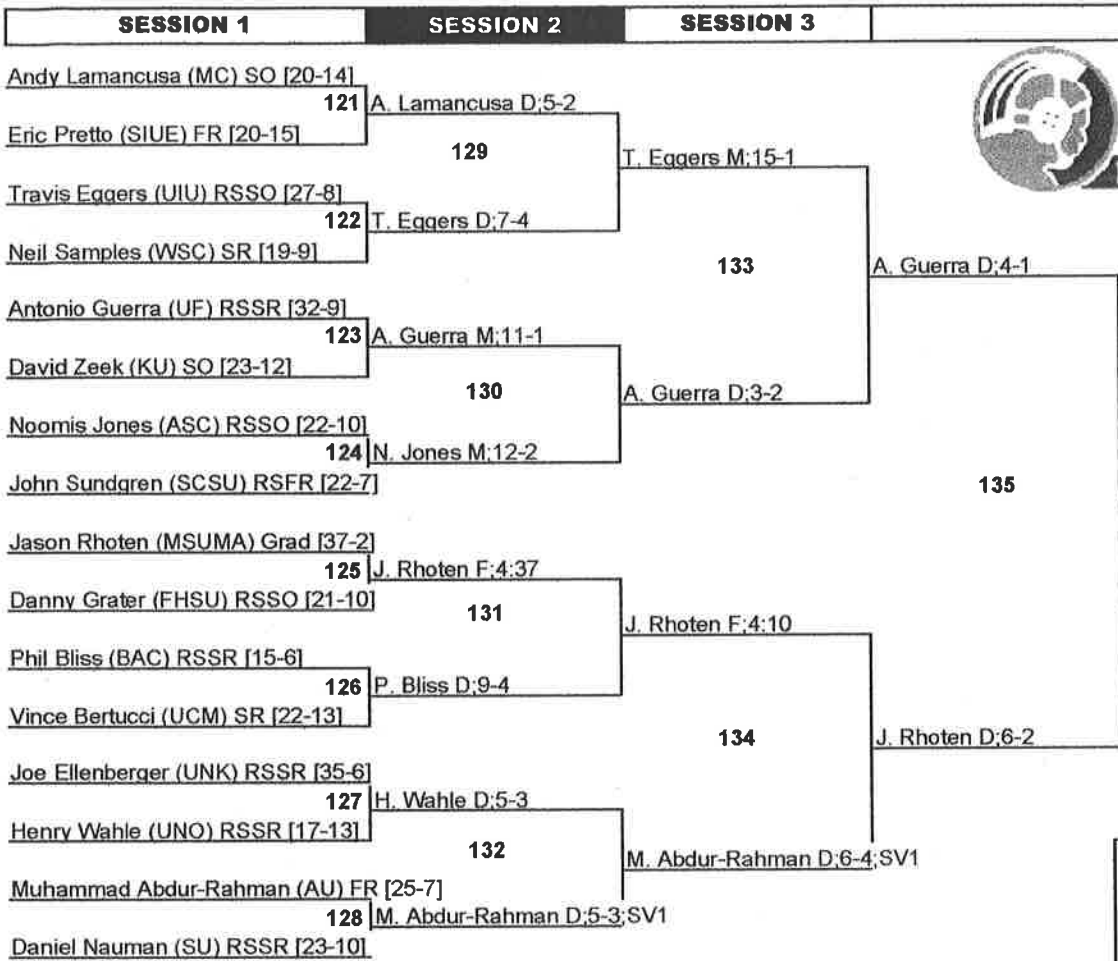 SESSION 1
SESSION 2
SESSION 3
Andy Lamancusa (MC) SO [20-14]
121
A. Lamancusa D;5-2
Eric Pretto (SIUE) FR [20-15]
129
T. Eggers M;15-1
Travis Eggers (UIU) RSSO [27-8]
122
T. Eggers D;7-4
Neil Samples (WSC) SR [19-9]
133
A. Guerra D;4-1
Antonio Guerra (UF) RSSR [32-9]
123
A. Guerra M;11-1
David Zeek (KU) SO [23-12]
130
A. Guerra D;3-2
Noomis Jones (ASC) RSSO [22-10]
124
N. Jones M;12-2
John Sundgren (SCSU) RSFR [22-7]
135
Jason Rhoten (MSUMA) Grad [37-2]
125
J. Rhoten F;4:37
Danny Grater (FHSU) RSSO [21-10]
131
J. Rhoten F;4:10
Phil Bliss (BAC) RSSR [15-6]
126
P. Bliss D;9-4
Vince Bertucci (UCM) SR [22-13]
134
J. Rhoten D;6-2
Joe Ellenberger (UNK) RSSR [35-6]
127
H. Wahle D;5-3
Henry Wahle (UNO) RSSR [17-13]
132
M. Abdur-Rahman D;6-4;SV1
Muhammad Abdur-Rahman (AU) FR [25-7]
128
M. Abdur-Rahman D;5-3;SV1
Daniel Nauman (SU) RSSR [23-10]